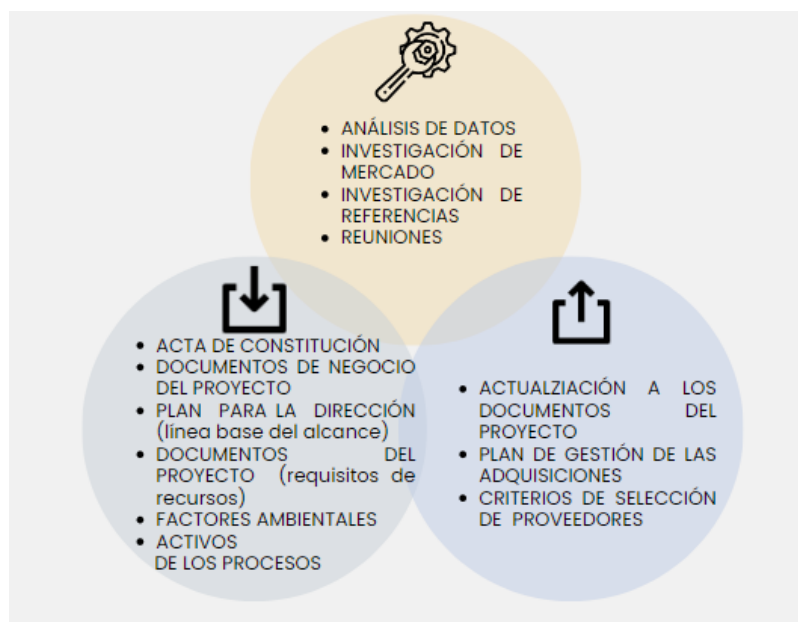 • ANÁLISIS DE DATOS
• INVESTIGACIÓN DE
MERCADO
• INVESTIGACIÓN DE
REFERENCIAS
• REUNIONES
• ACTA DE CONSTITUCIÓN
• DOCUMENTOS DE NEGOCIO
DEL PROYECTO
• PLAN PARA LA DIRECCIÓN
(línea base del alcance)
• DOCUMENTOS DEL
PROYECTO (requisitos de
recursos)
• FACTORES AMBIENTALES
• ACTIVOS
DE LOS PROCESOS
• ACTUALZIACIÓN A LOS
DOCUMENTOS DEL
PROYECTO
• PLAN DE GESTIÓN DE LAS
ADQUISICIONES
• CRITERIOS DE SELECCIÓN
DE PROVEEDORES